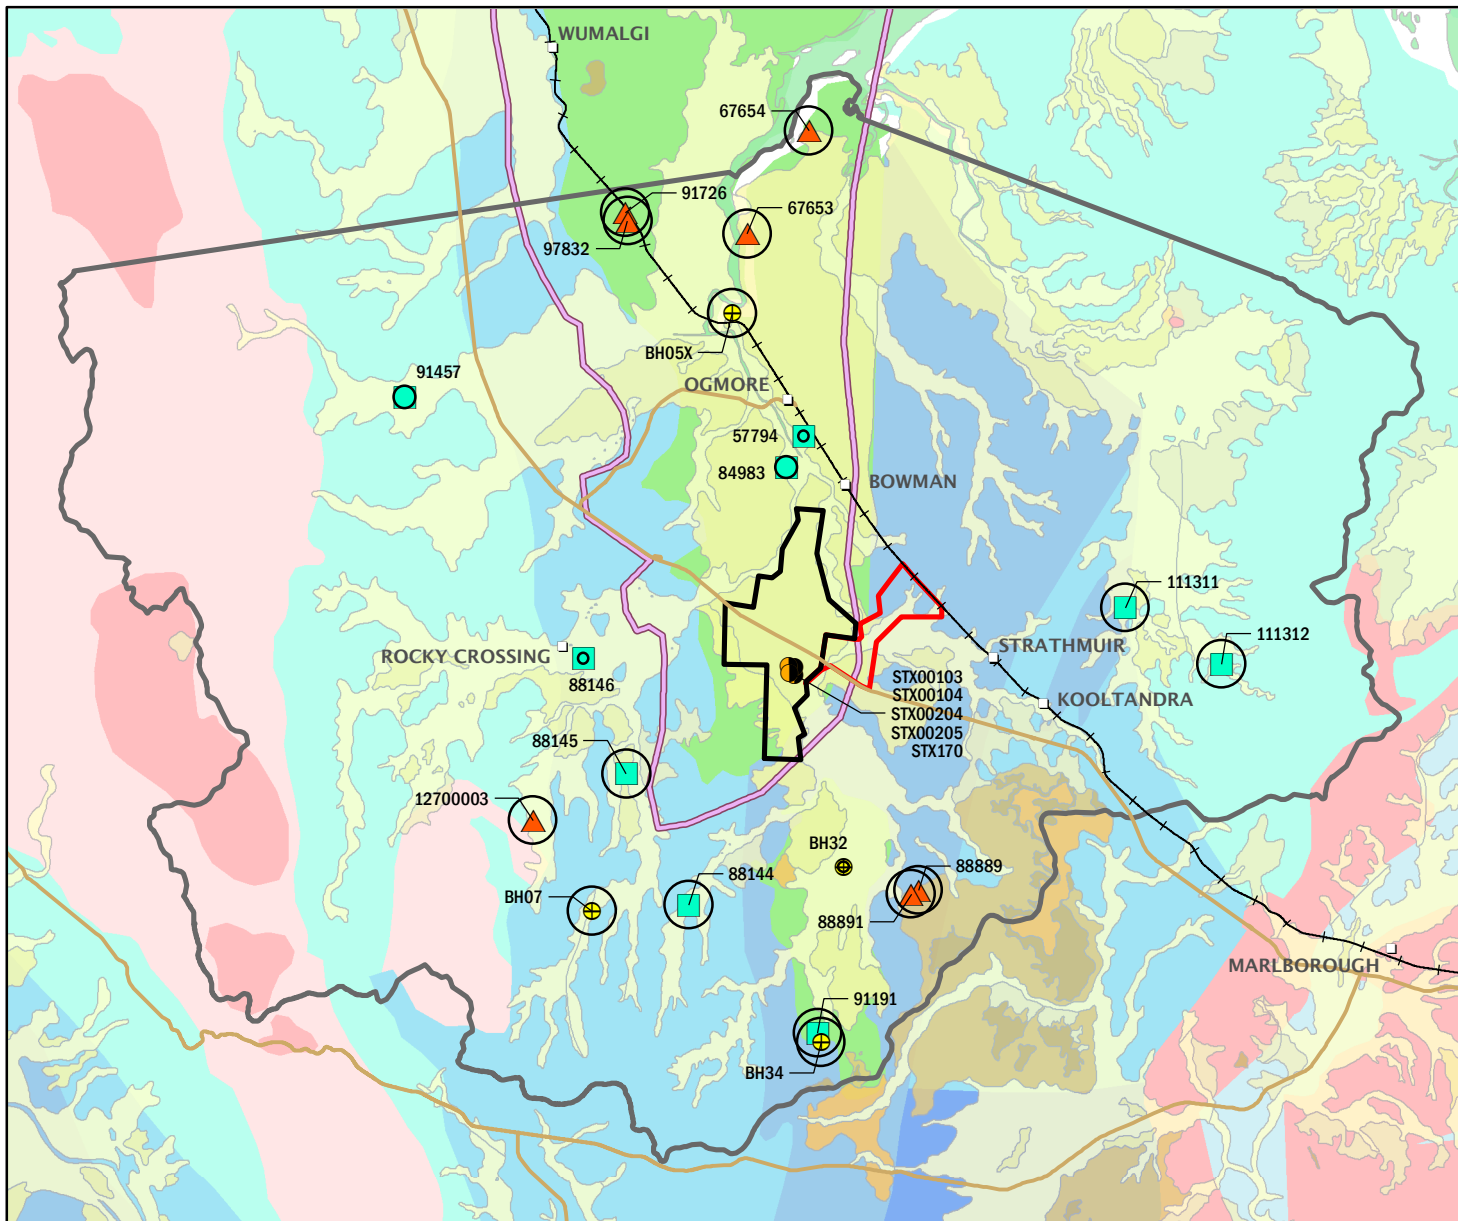 WUMALGI
67654
91726
67653
97832
BH05X
91457
OGMORE
57794
84983
BOWMAN
111311
111312
STRATHMUIR
ROCKY CROSSING
88146
STX00103
STX00104
STX00204
STX00205
STX170
KOOLTANDRA
88145
12700003
BH32
88889
88144
BH07
88891
MARLBOROUGH
91191
BH34